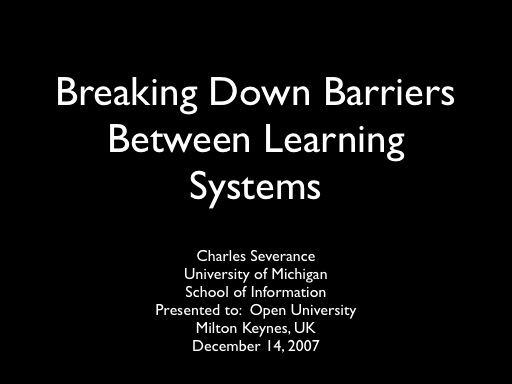 Breaking Down Barriers
Between Learning
Systems
Charles Severance
University of Michigan
School of Information
Presented to:  Open University
Milton Keynes, UK
December 14, 2007